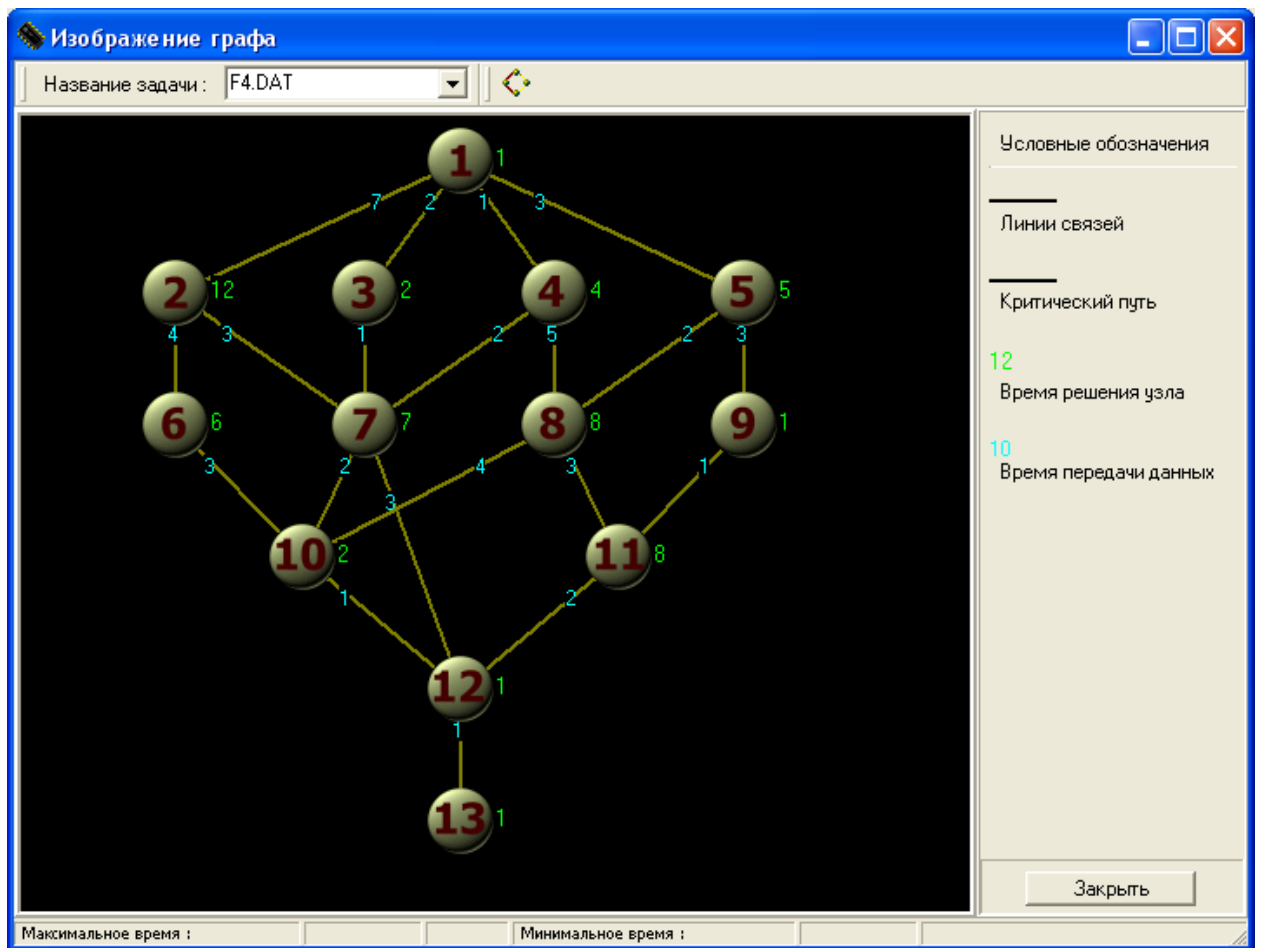 Изображение графа
Название задачи : F4.DAT
1 1
7 2 1 3
2 12 3 2 4 4 5 5
4 3 1 2 5 2 3
6 6 7 7 8 8 9 1
3 2 3 4 3 1
10 2 11 8
1 2
12 1
1
13 1
Условные обозначения
Линии связей
Критический путь
12
Время решения узла
10
Время передачи данных
Закрыть
Максимальное время : Минимальное время :